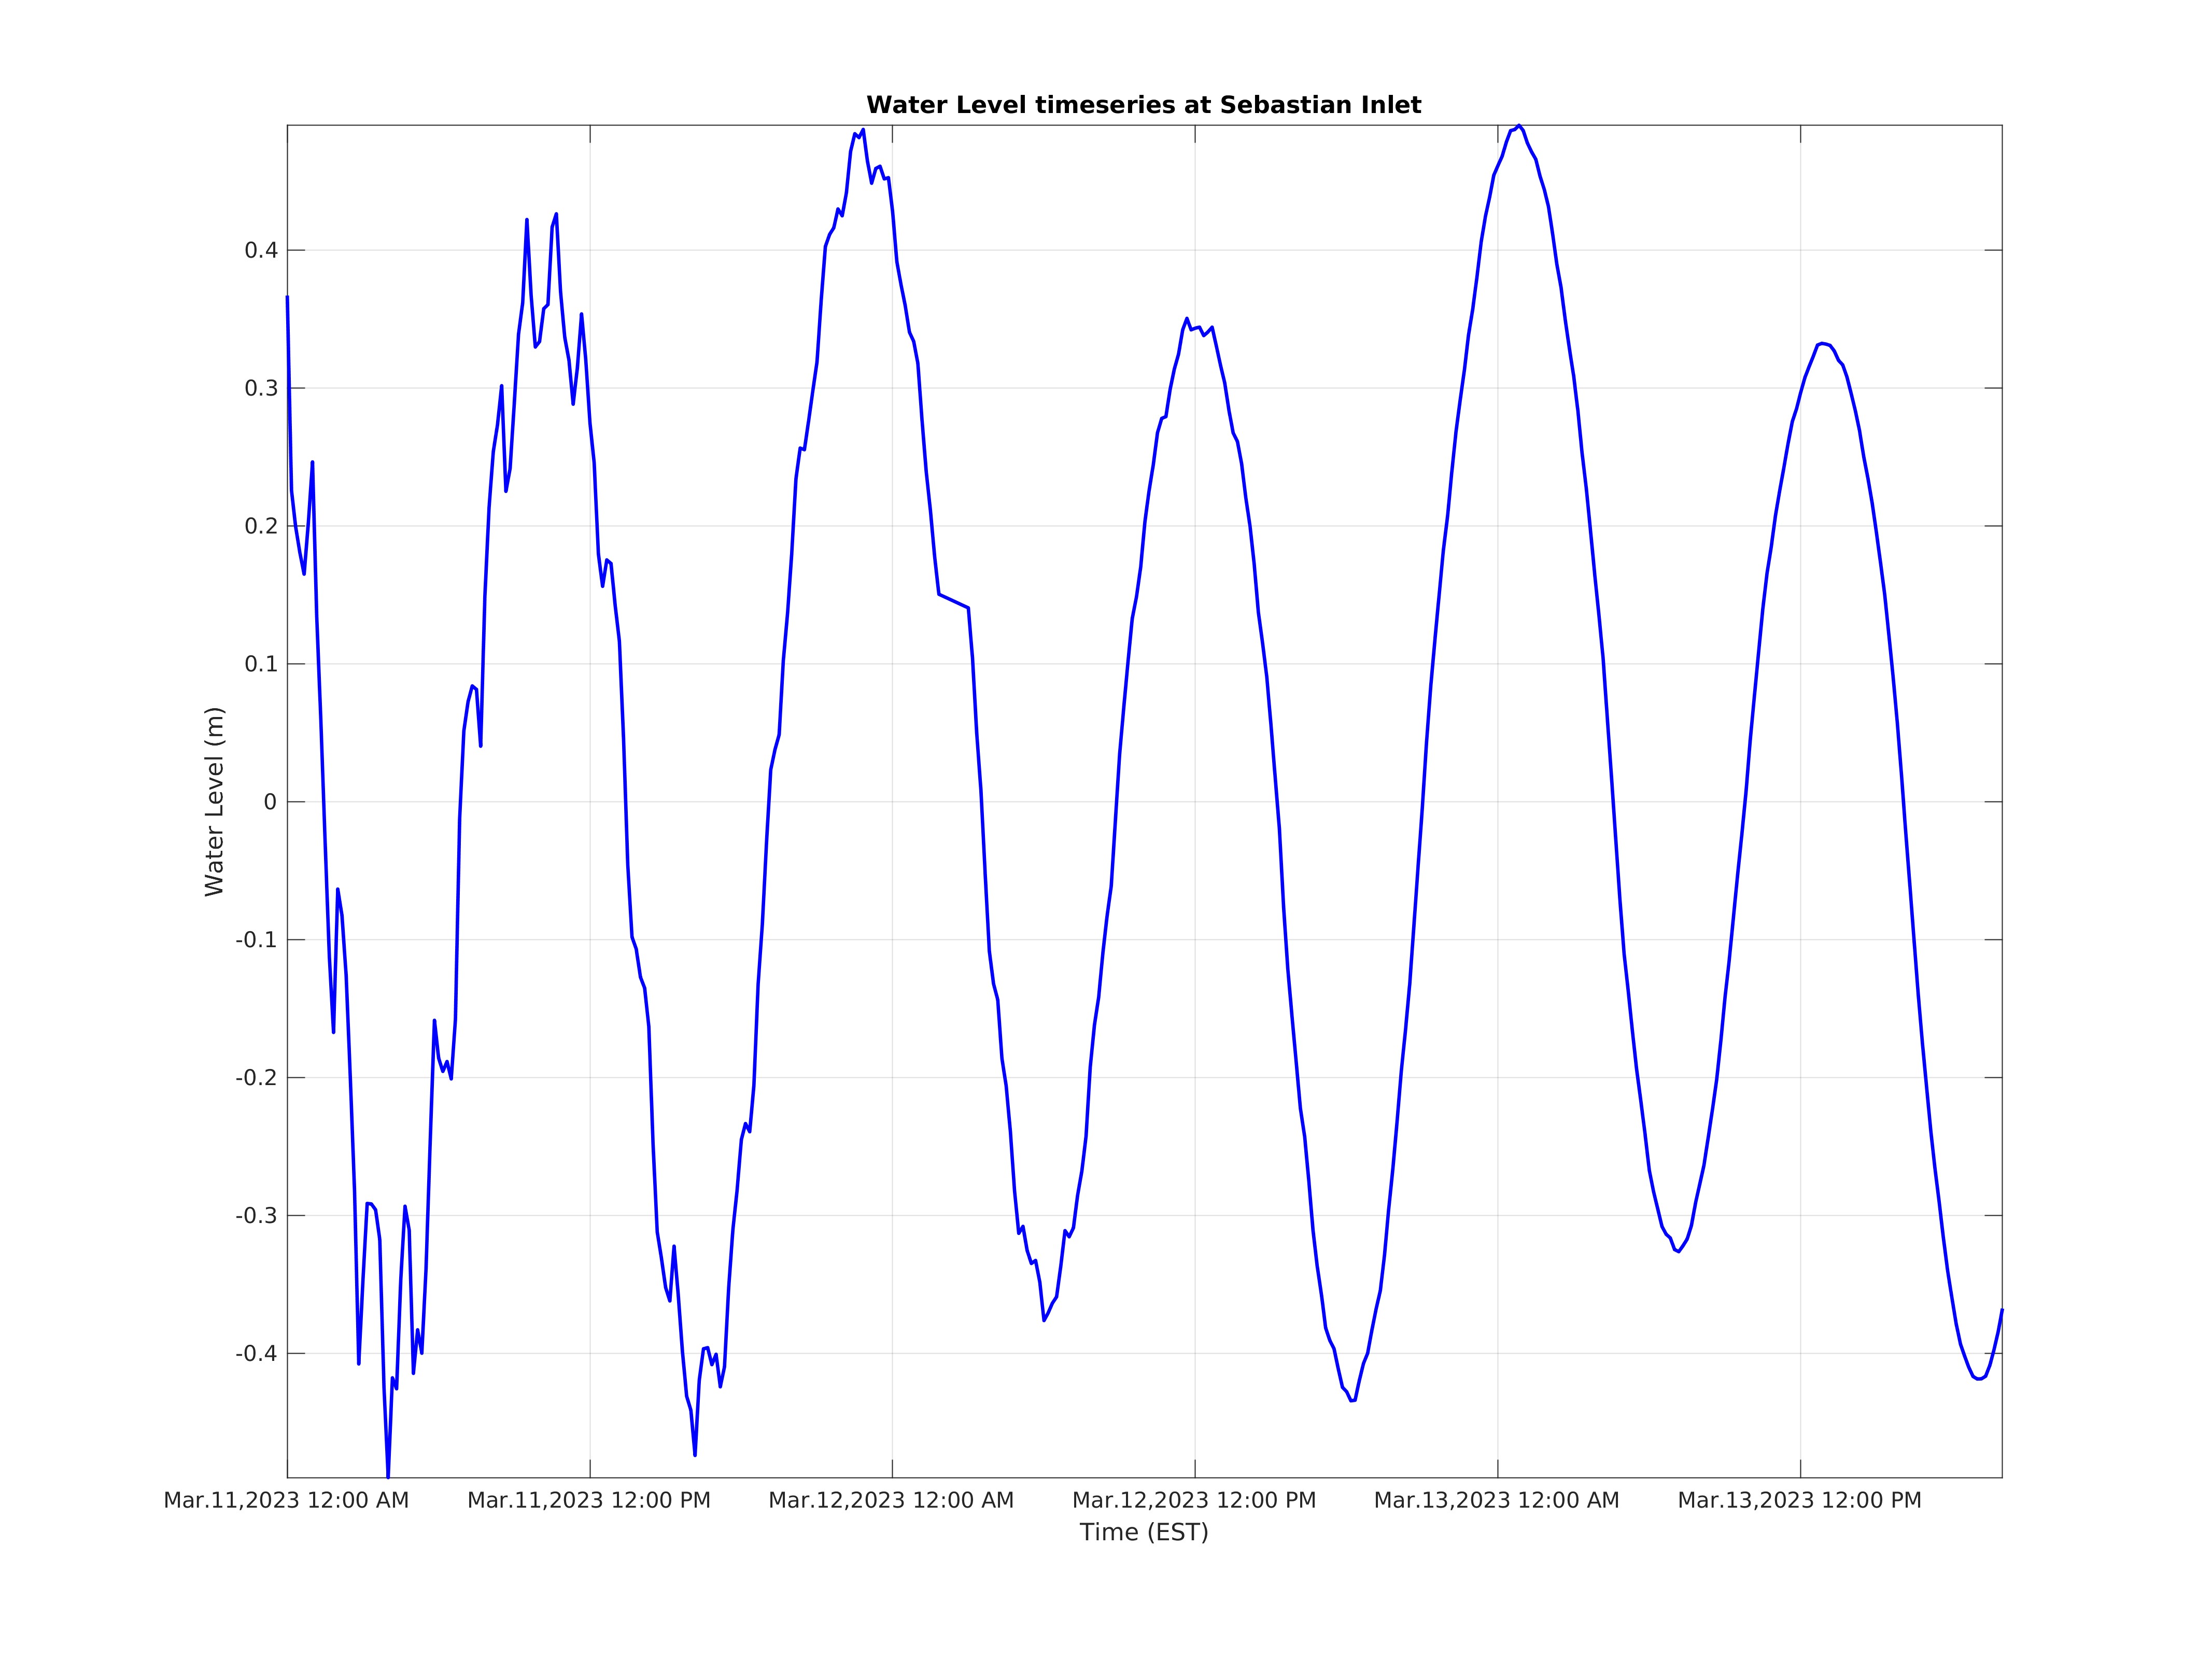 Water Level timeseries at Sebastian Inlet
Water Level (m)
0.4
0.3
0.2
0.1
0
-0.1
-0.2
-0.3
-0.4
Mar.11,2023 12:00 AM
Mar.11,2023 12:00 PM
Mar.12,2023 12:00 AM
Mar.12,2023 12:00 PM
Mar.13,2023 12:00 AM
Mar.13,2023 12:00 PM
Time (EST)